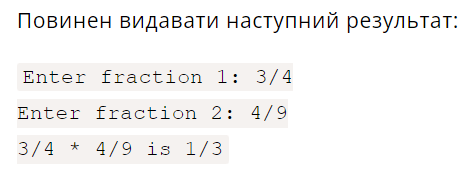 Повинен видавати наступний результат:
Enter fraction 1: 3/4
Enter fraction 2: 4/9
3/4 * 4/9 is 1/3